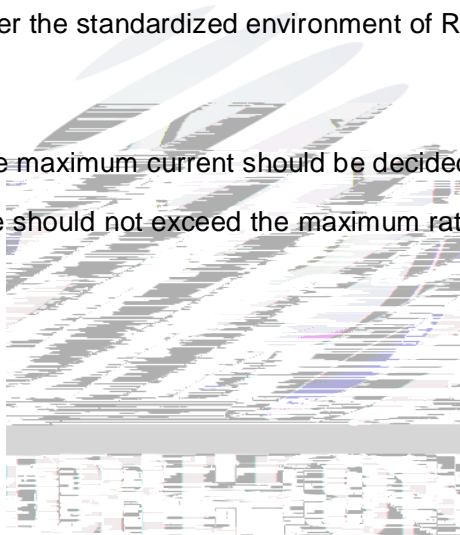 er the standardized environment of R
e maximum current should be decided
e should not exceed the maximum rat